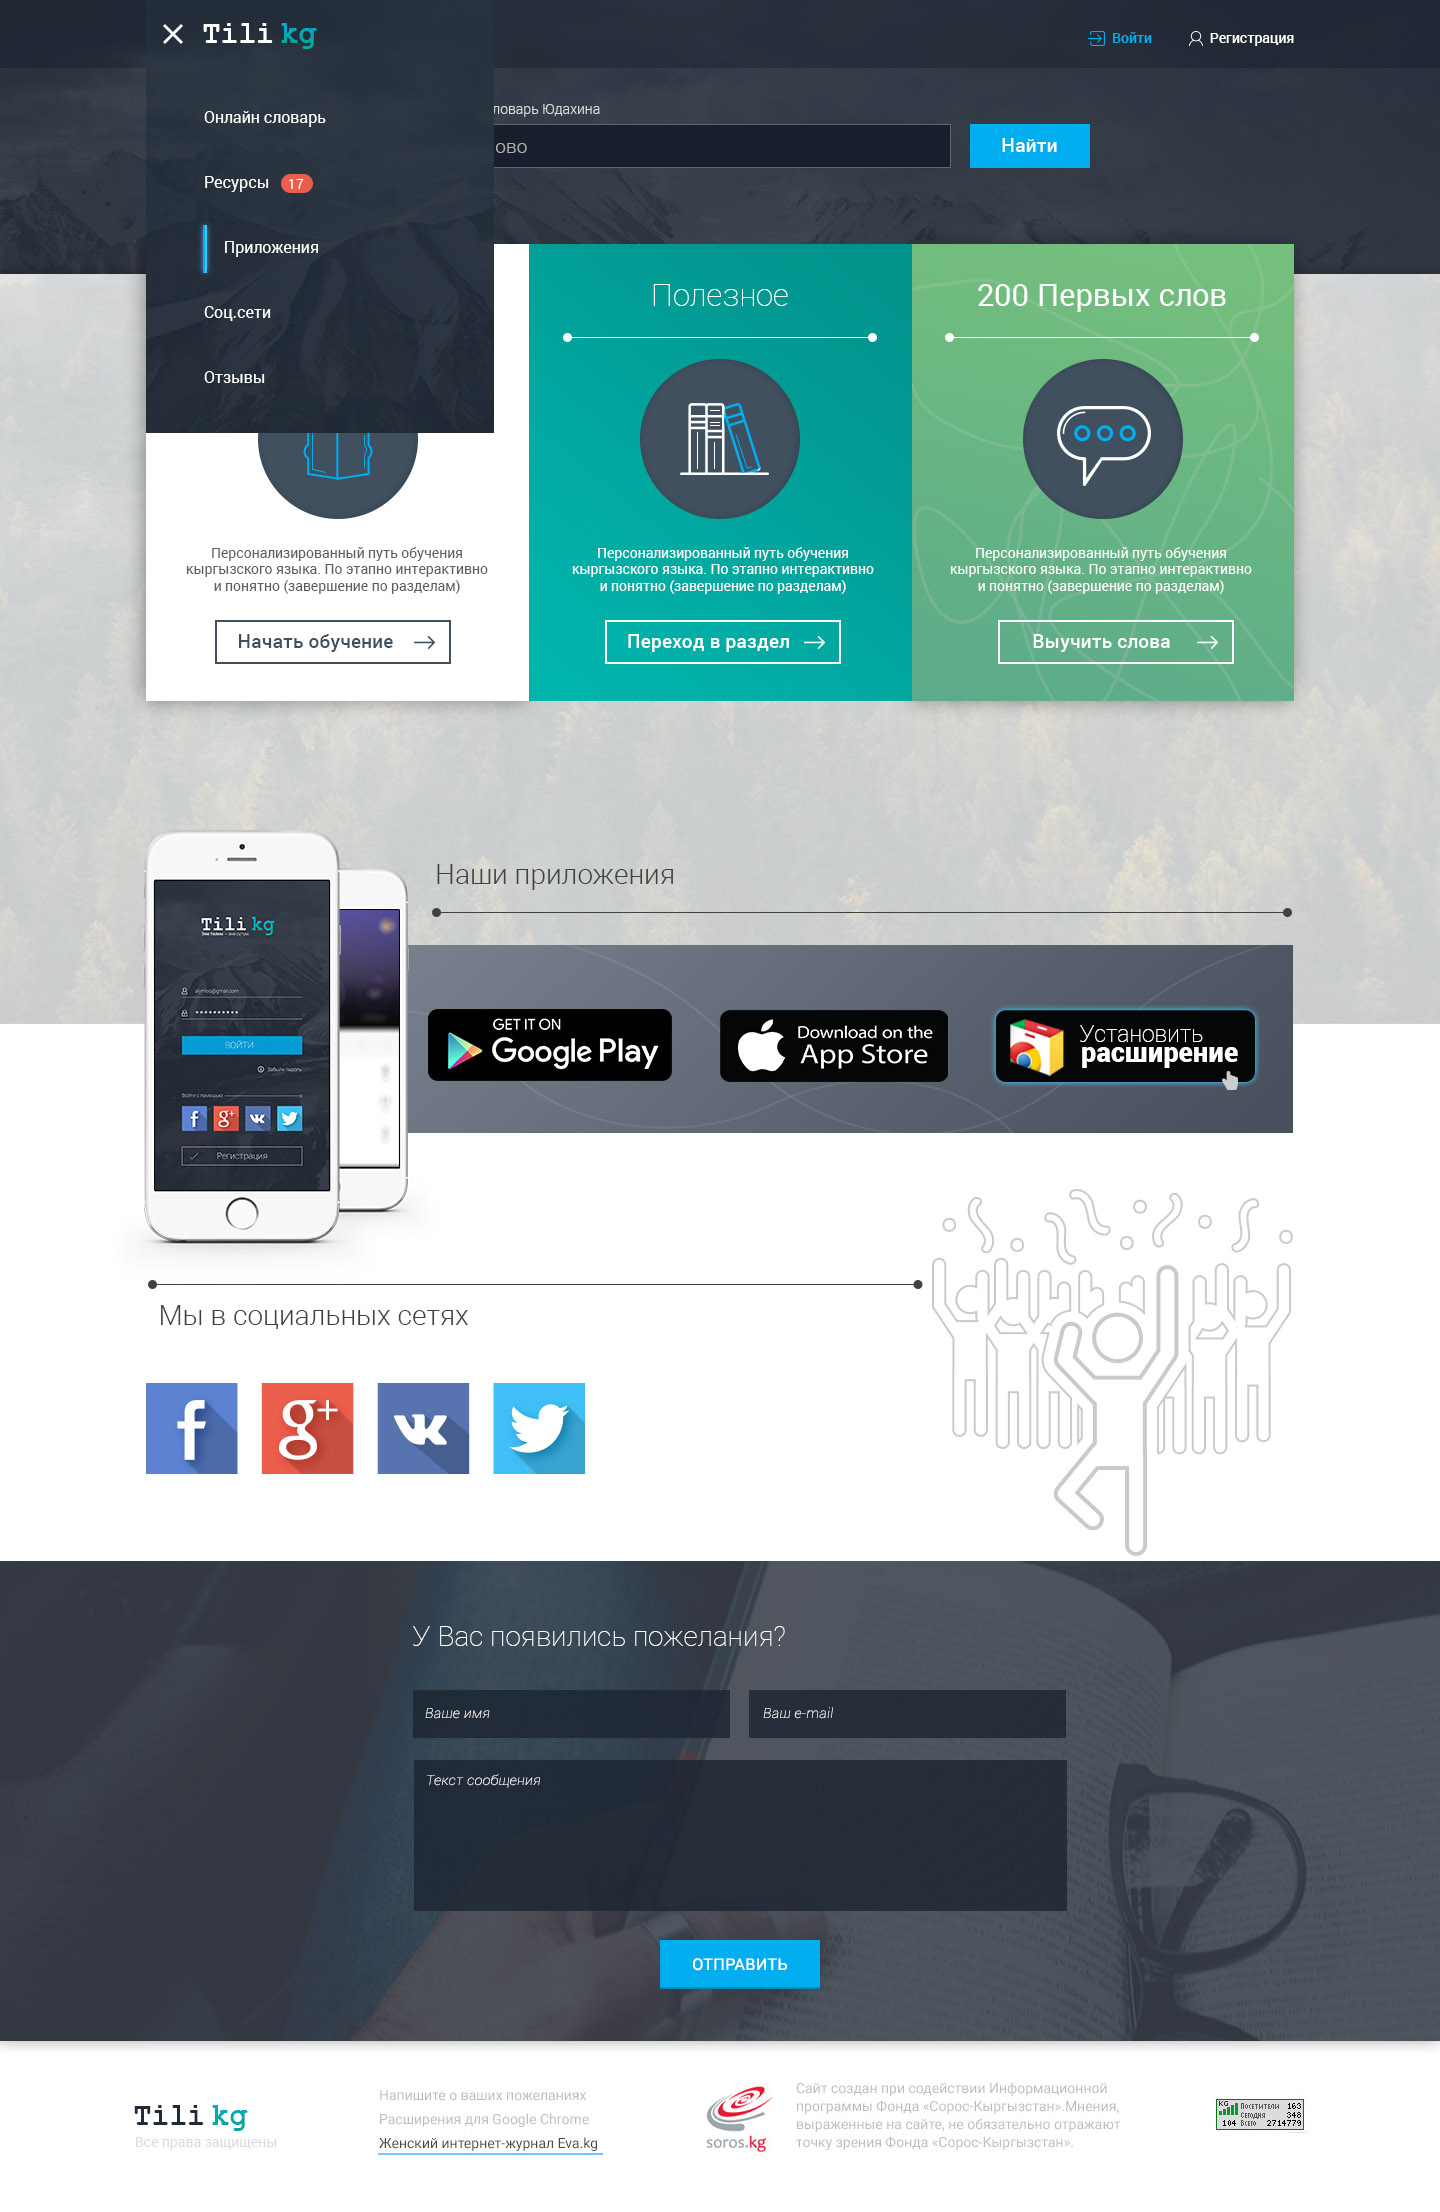 Tili kg
Войти
Регистрация
Онлайн словарь
Ресурсы 17
Приложения
Соц.сети
Отзывы
ловарь Юдахина
ово
Найти
Полезное
200 Первых слов
Персонализированный путь обучения
кыргызского языка. По этапно интерактивно
и понятно (завершение по разделам)
Начать обучение
Персонализированный путь обучения
кыргызского языка. По этапно интерактивно
и понятно (завершение по разделам)
Переход в раздел
Персонализированный путь обучения
кыргызского языка. По этапно интерактивно
и понятно (завершение по разделам)
Выучить слова
Наши приложения
Tili kg
ВОЙТИ
Забыли пароль
Войти с помошью
f g+ vk
Регистрация
GET IT ON
Google Play
Download on the
App Store
Установить
расширение
Мы в социальных сетях
f g+ vk
У Вас появились пожелания?
Ваше имя
Ваш e-mail
Текст сообщения
ОТПРАВИТЬ
Tili kg
Все права защищены
Напишите о ваших пожеланиях
Расширения для Google Chrome
Женский интернет-журнал Eva.kg
soros.kg
Сайт создан при содействии Информационной
программы Фонда «Сорос-Кыргызстан».Мнения,
выраженные на сайте, не обязательно отражают
точку зрения Фонда «Сорос-Кыргызстан».
KG Посетители 163
Сегодня 348
104 Всего 2714779